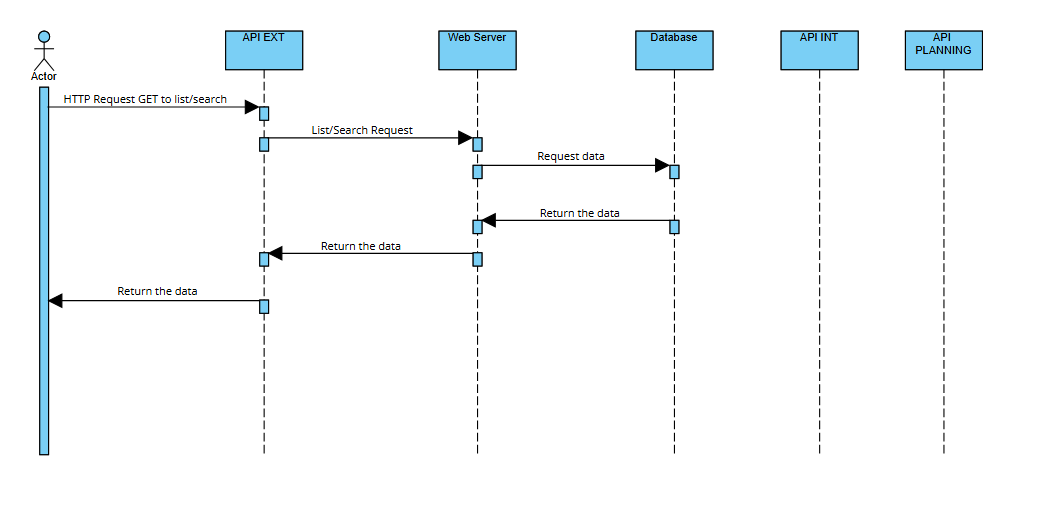 API EXT
Web Server
Database
API INT
API
PLANNING
Actor
HTTP Request GET to list/search
List/Search Request
Request data
Return the data
Return the data
Return the data